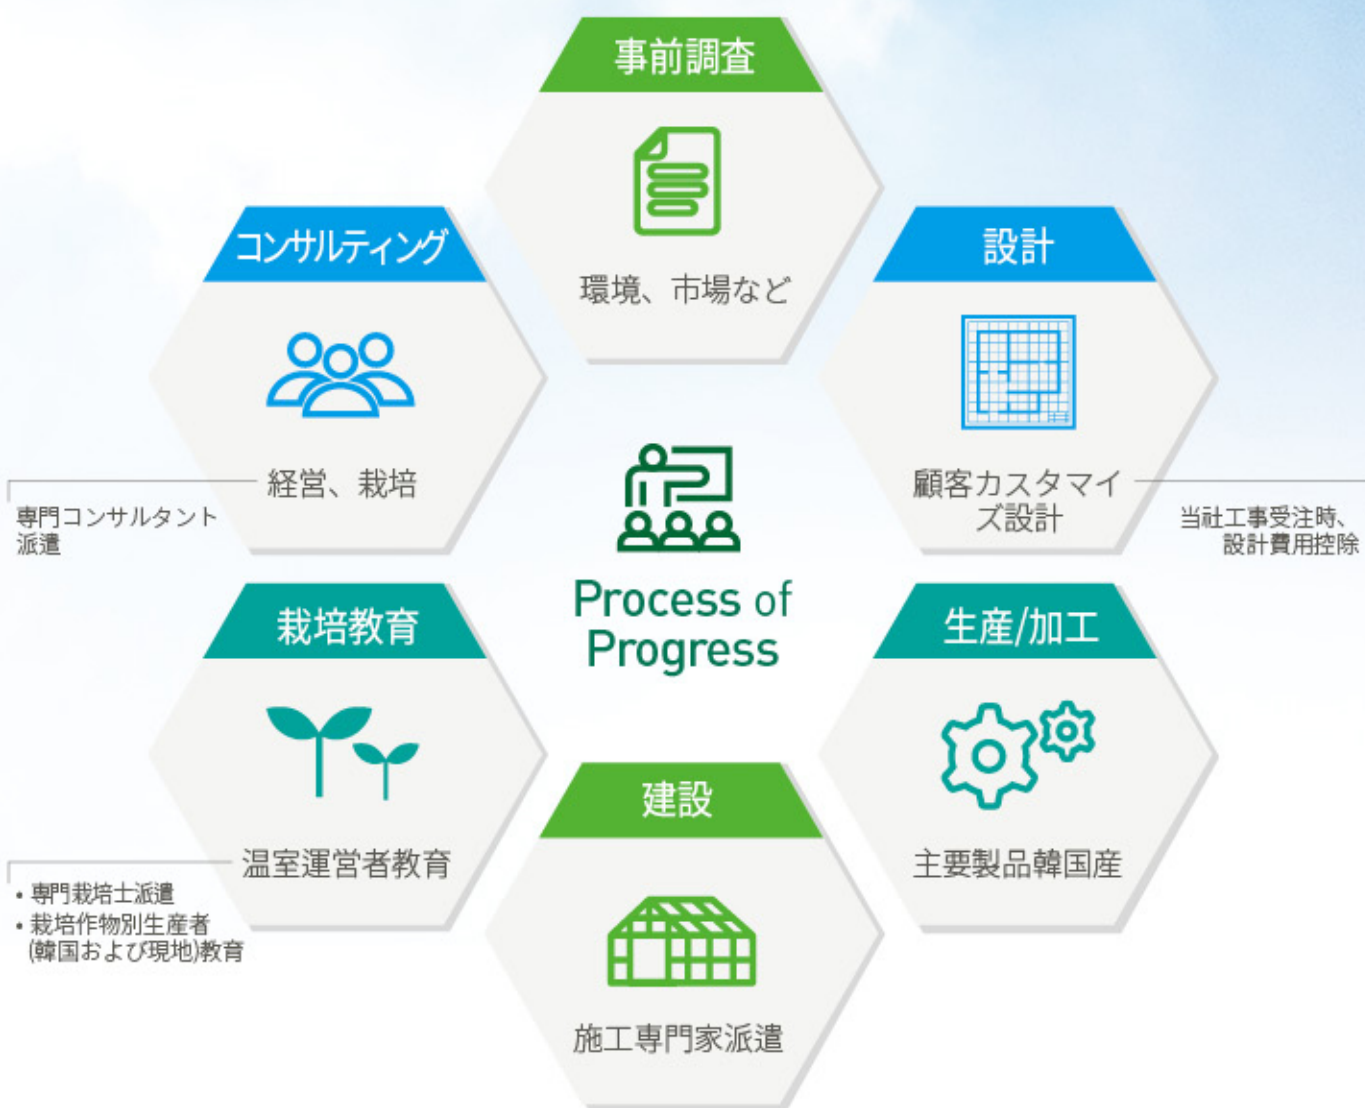 事前調査
環境、市場など
設計
顧客カスタマイ
ズ設計
当社工事受注時、
設計費用控除
生産/加工
主要製品韓国産
建設
施工専門家派遣
栽培教育
温室運営者教育
• 専門栽培士派遣
• 栽培作物別生産者
(韓国および現地)教育
コンサルティング
経営、栽培
専門コンサルタント
派遣
Process of
Progress